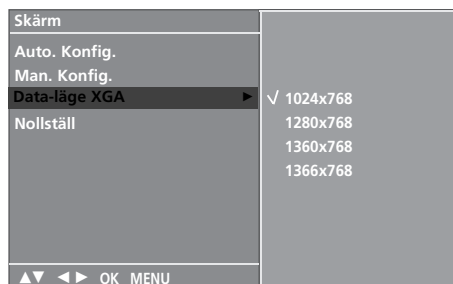 Skärm
Auto. Konfig.
Man. Konfig.
Data-läge XGA ►
√ 1024x768
1280x768
1360x768
1366x768
Nollställ
▲▼ ◄► OK MENU